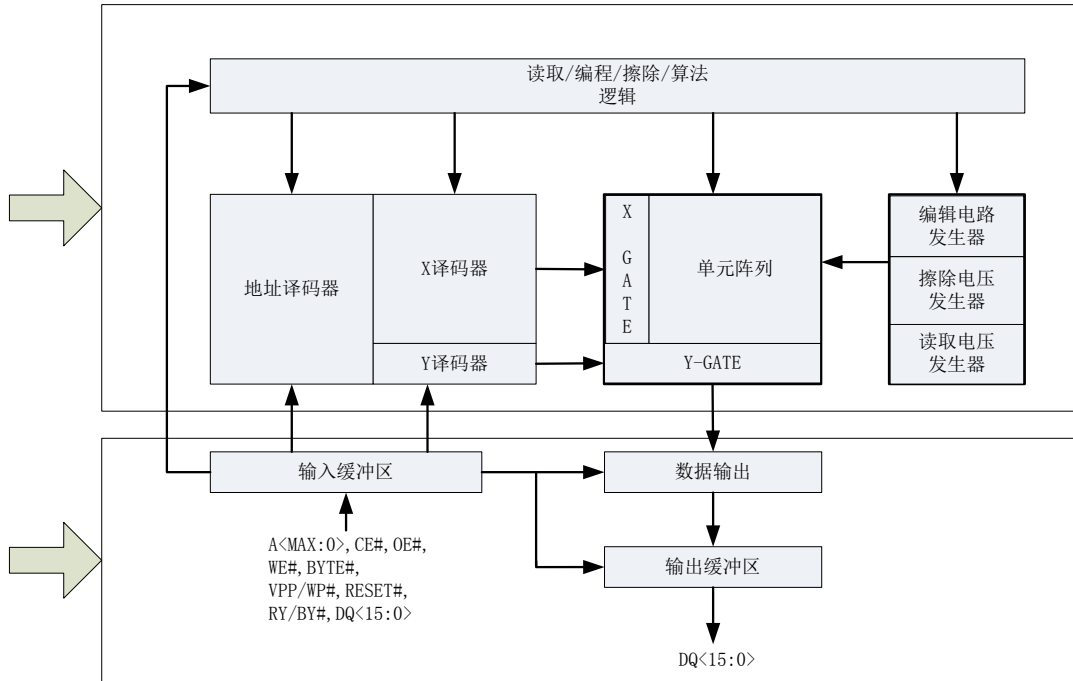 读取/编程/擦除/算法
逻辑
地址译码器
X译码器
Y译码器
X
G
A
T
E
单元阵列
Y-GATE
编辑电路
发生器
擦除电压
发生器
读取电压
发生器
输入缓冲区
数据输出
A<MAX:0>,CE#,OE#,
WE#,BYTE#,
VPP/WP#,RESET#,
RY/BY#,DQ<15:0>
输出缓冲区
DQ<15:0>